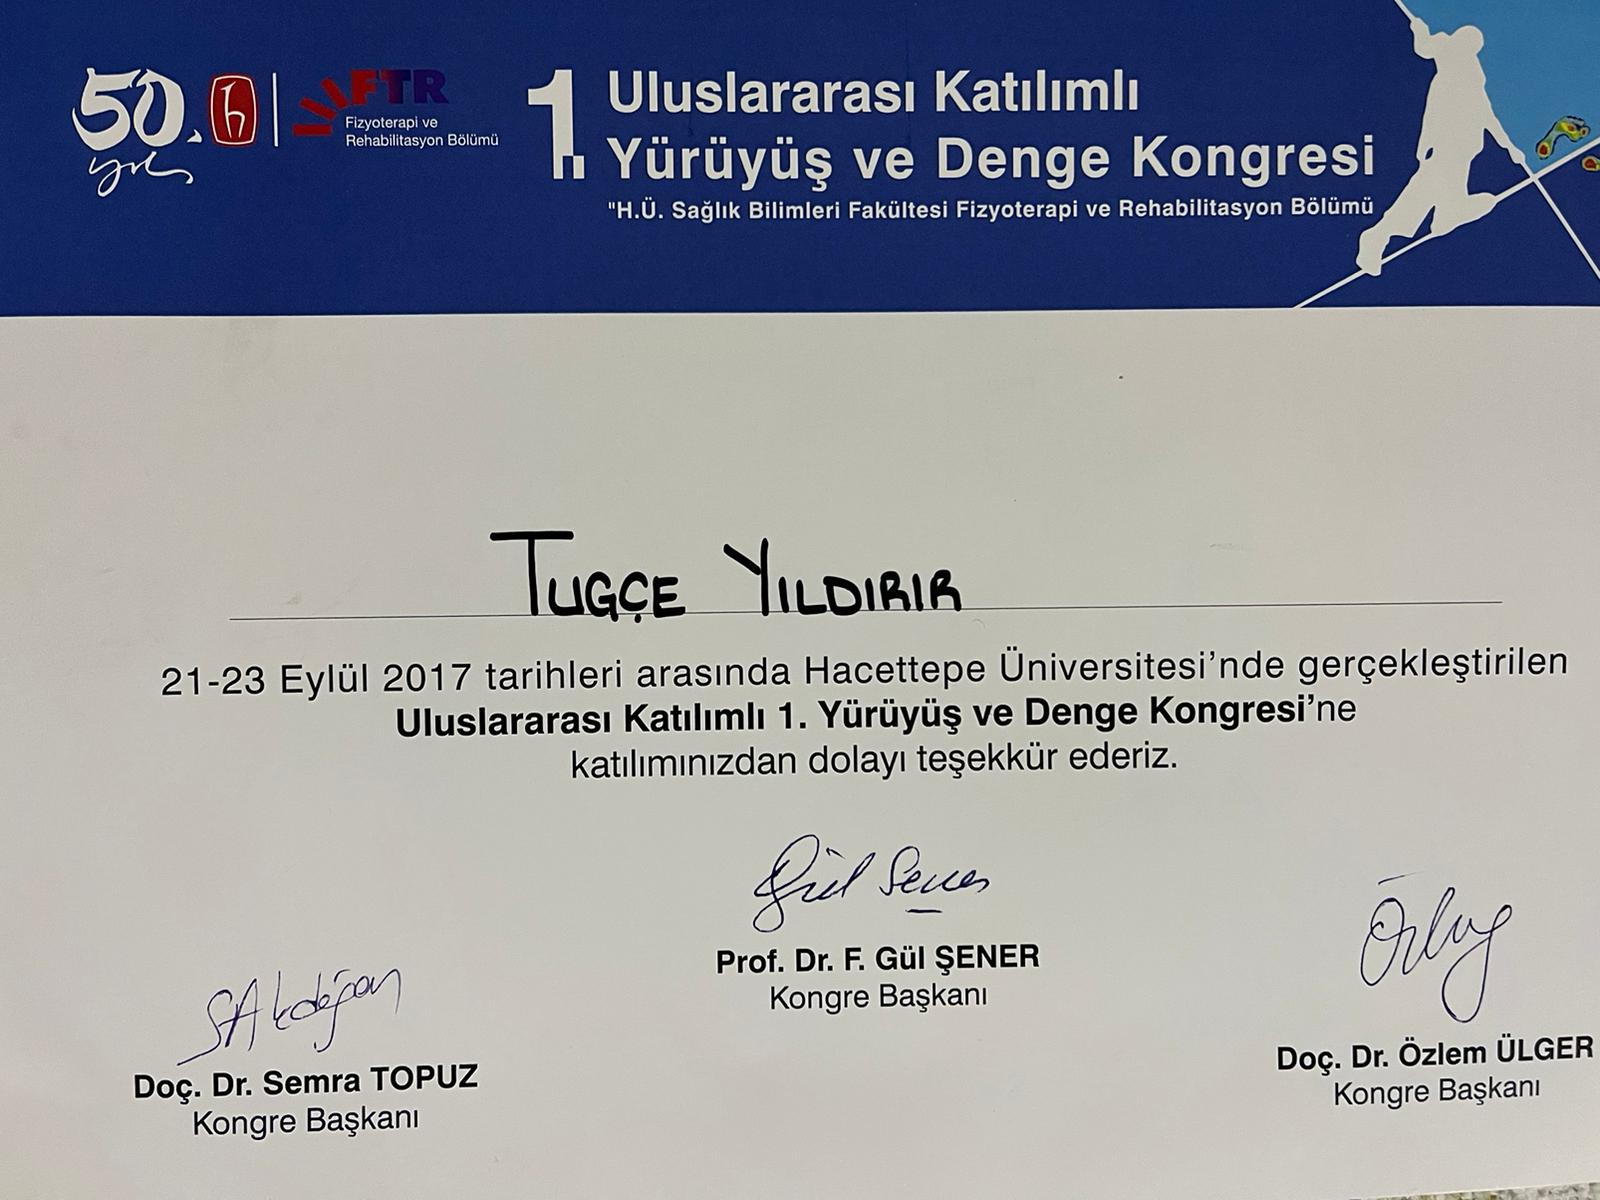 50. yıl
FTR
Fizyoterapi ve
Rehabilitasyon Bölümü
1. Uluslararası Katılımlı
Yürüyüş ve Denge Kongresi
"H.Ü. Sağlık Bilimleri Fakültesi Fizyoterapi ve Rehabilitasyon Bölümü
TUGÇE YILDIRIR
21-23 Eylül 2017 tarihleri arasında Hacettepe Üniversitesi'nde gerçekleştirilen
Uluslararası Katılımlı 1. Yürüyüş ve Denge Kongresi'ne
katılımınızdan dolayı teşekkür ederiz.
Gül Şener
Prof. Dr. F. Gül ŞENER
Kongre Başkanı
SAkdoğan
Doç. Dr. Semra TOPUZ
Kongre Başkanı
Doç. Dr. Özlem ÜLGER
Kongre Başkanı